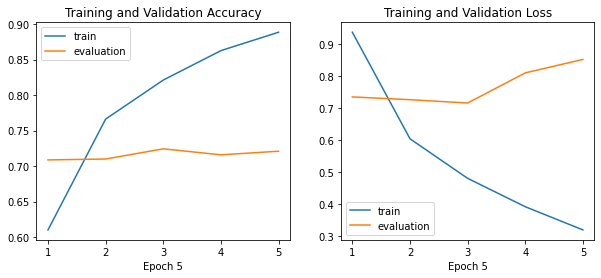 Training and Validation Accuracy
0.90
0.85
0.80
0.75
0.70
0.65
0.60
train
evaluation
1 2 3 4 5
Epoch 5
Training and Validation Loss
0.9
0.8
0.7
0.6
0.5
0.4
0.3
train
evaluation
1 2 3 4 5
Epoch 5